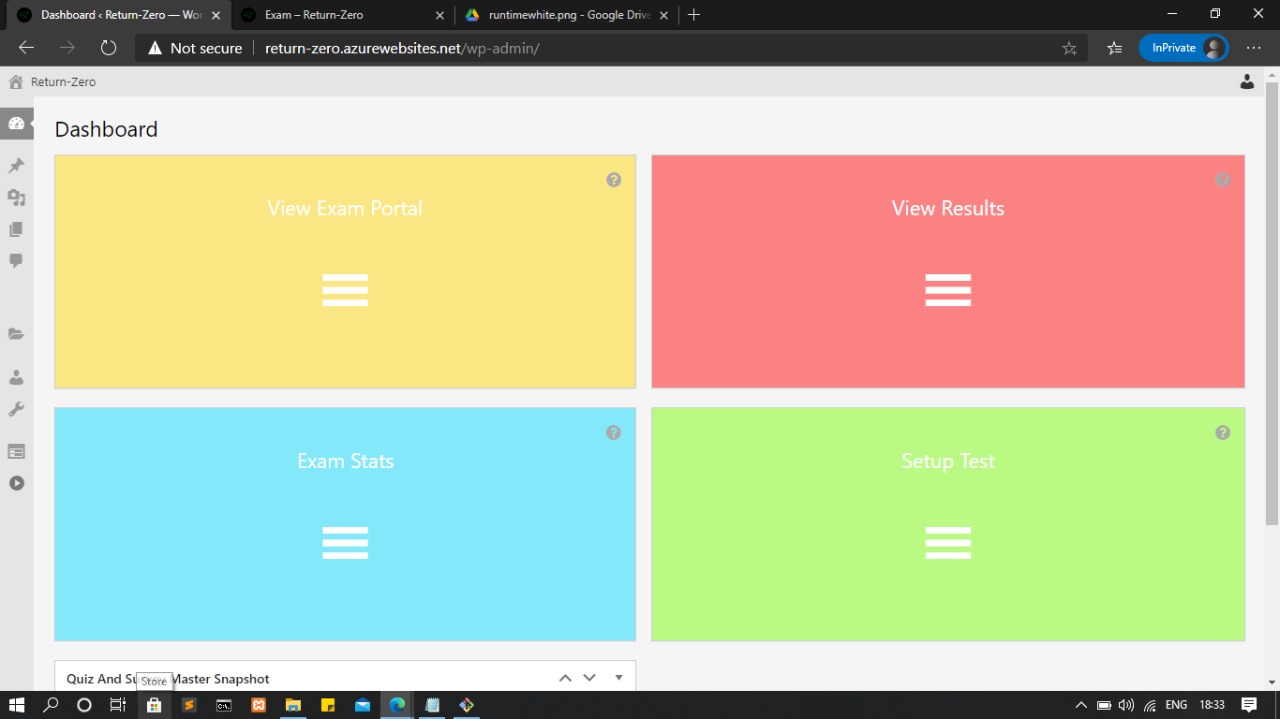 Dashboard ‹ Return-Zero — Wor
Exam – Return-Zero
runtimewhite.png - Google Drive
Not secure
return-zero.azurewebsites.net/wp-admin/
InPrivate
Return-Zero
Dashboard
View Exam Portal
View Results
Exam Stats
Setup Test
Quiz And Su Master Snapshot
Store
ENG
18:33